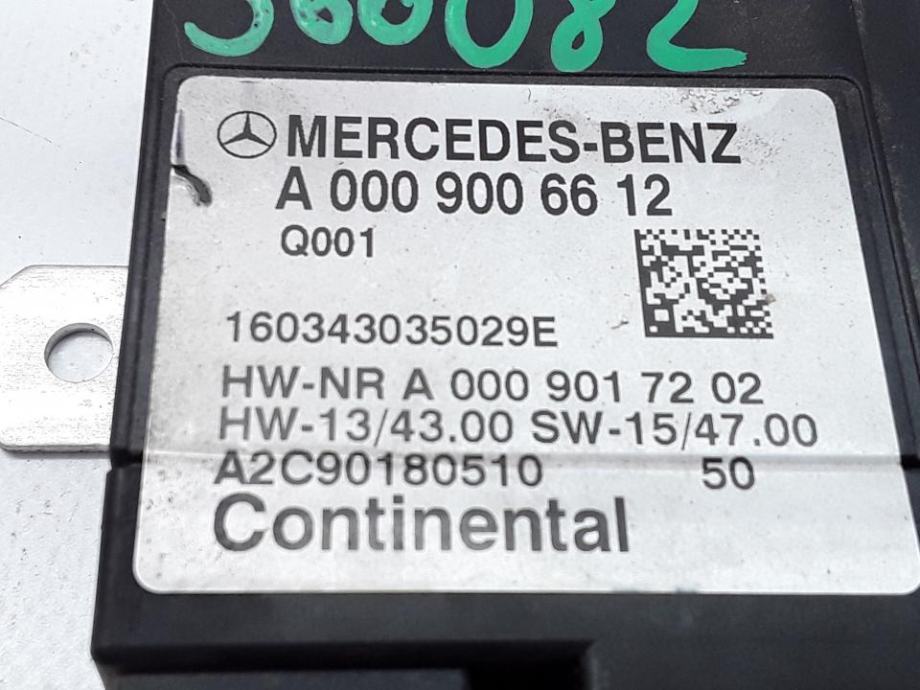 360082
MERCEDES-BENZ
A 000 900 66 12
Q001
160343035029E
HW-NR A 000 901 72 02
HW-13/43.00 SW-15/47.00
A2C90180510 50
Continental